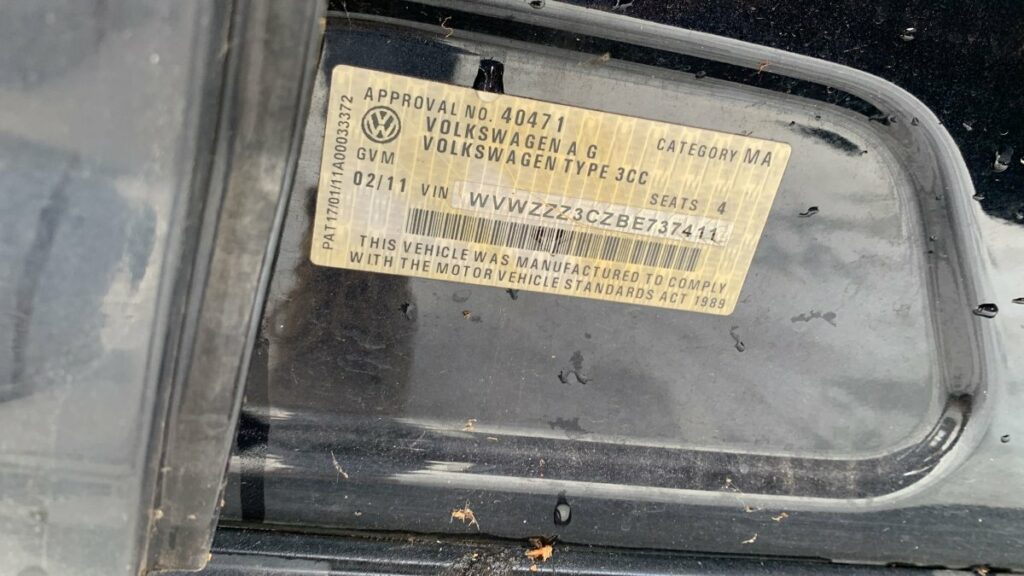 PAT17/01/11A00033372
APPROVAL NO. 40471 CATEGORY MA
VOLKSWAGEN A G
VOLKSWAGEN TYPE 3CC
GVM
02/11 VIN WVWZZZ3CZBE737411 SEATS 4
THIS VEHICLE WAS MANUFACTURED TO COMPLY
WITH THE MOTOR VEHICLE STANDARDS ACT 1989